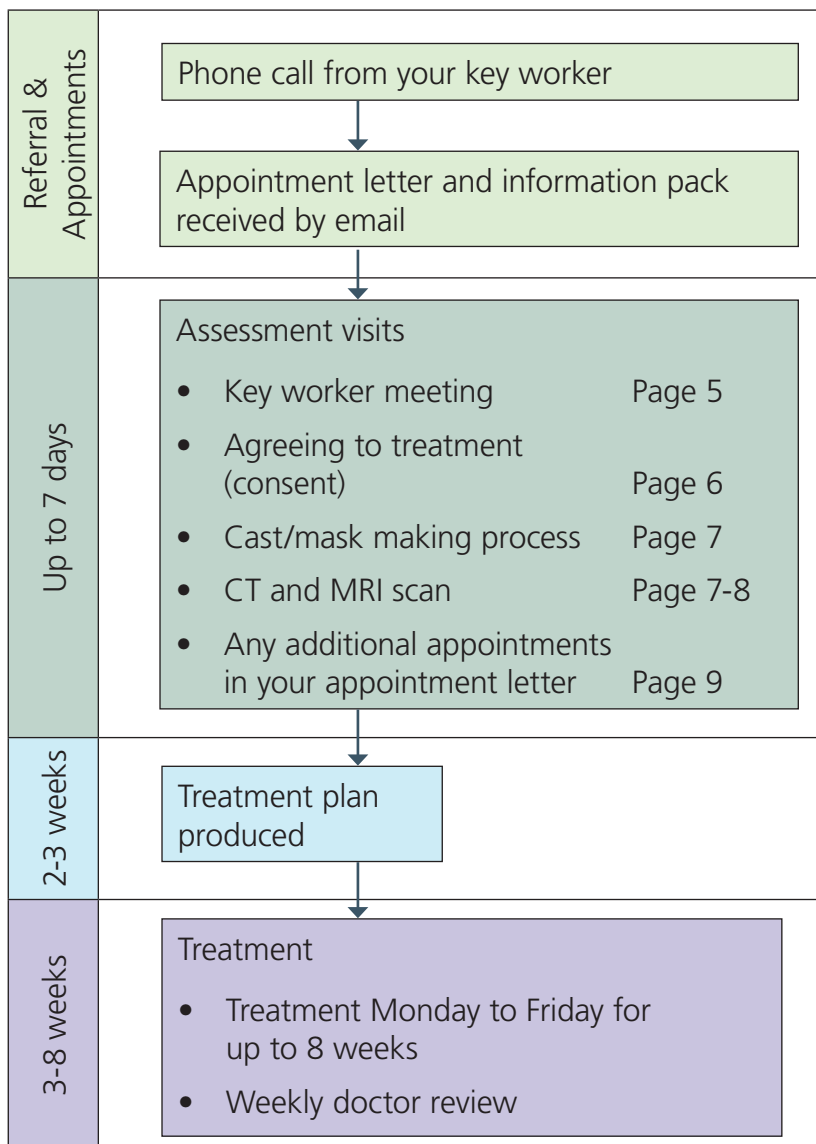 Referral &
Appointments
Phone call from your key worker
Appointment letter and information pack
received by email
Up to 7 days
Assessment visits
• Key worker meeting Page 5
• Agreeing to treatment
(consent) Page 6
• Cast/mask making process Page 7
• CT and MRI scan Page 7-8
• Any additional appointments
in your appointment letter Page 9
2-3 weeks
Treatment plan
produced
3-8 weeks
Treatment
• Treatment Monday to Friday for
up to 8 weeks
• Weekly doctor review